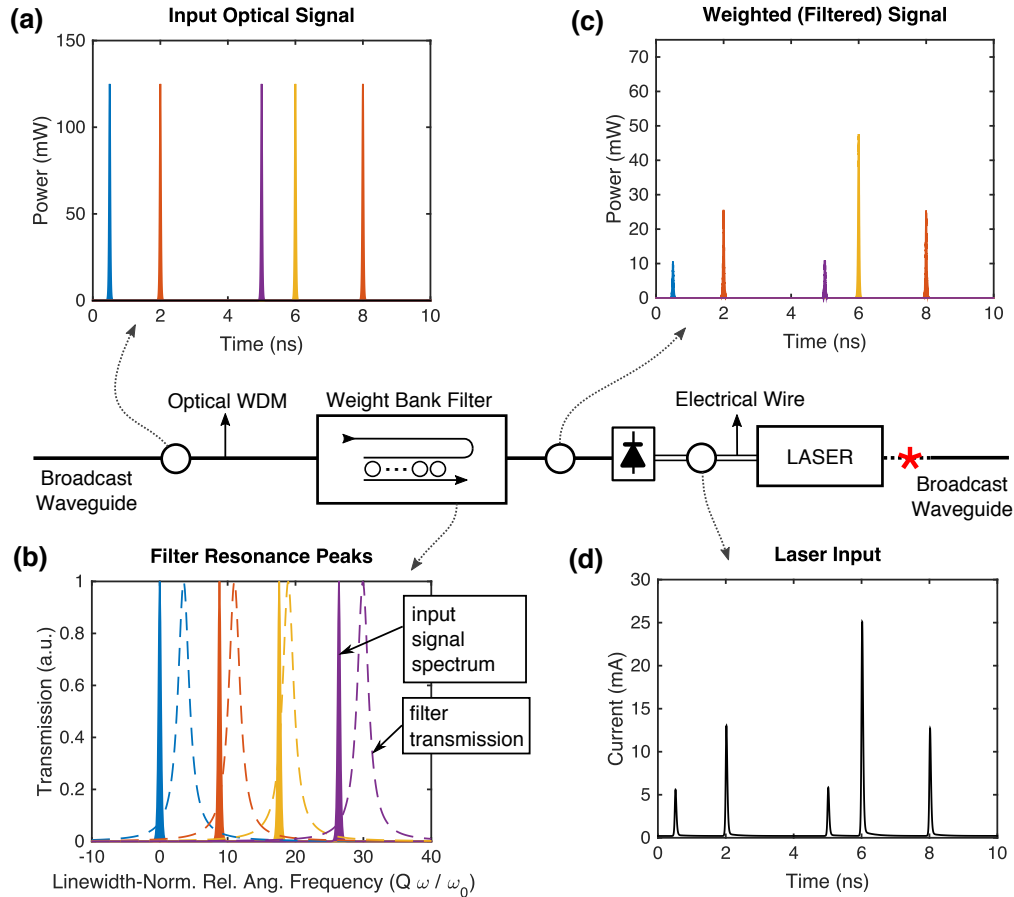 (a)
Input Optical Signal
150
100
50
0
Power (mW)
0 2 4 6 8 10
Time (ns)
(c)
Weighted (Filtered) Signal
70
60
50
40
30
20
10
0
Power (mW)
0 2 4 6 8 10
Time (ns)
Optical WDM
Weight Bank Filter
Electrical Wire
LASER
*
Broadcast
Waveguide
Broadcast
Waveguide
(b)
Filter Resonance Peaks
1
0.8
0.6
0.4
0.2
0
Transmission (a.u.)
input
signal
spectrum
filter
transmission
-10 0 10 20 30 40
Linewidth-Norm. Rel. Ang. Frequency (Q ω / ω₀)
(d)
Laser Input
30
25
20
15
10
5
0
Current (mA)
0 2 4 6 8 10
Time (ns)